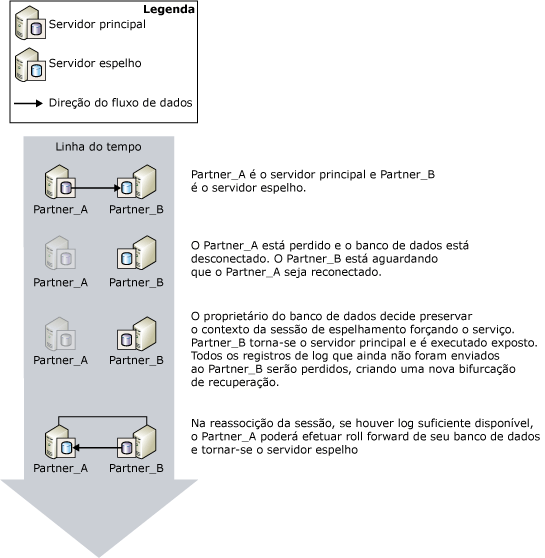 Legenda
Servidor principal
Servidor espelho
Direção do fluxo de dados
Linha do tempo
Partner_A
Partner_B
Partner_A é o servidor principal e Partner_B
é o servidor espelho.
Partner_A
Partner_B
O Partner_A está perdido e o banco de dados está
desconectado. O Partner_B está aguardando
que o Partner_A seja reconectado.
Partner_A
Partner_B
O proprietário do banco de dados decide preservar
o contexto da sessão de espelhamento forçando o serviço.
Partner_B torna-se o servidor principal e é executado exposto.
Todos os registros de log que ainda não foram enviados
ao Partner_B serão perdidos, criando uma nova bifurcação
de recuperação.
Partner_A
Partner_B
Na reassocição da sessão, se houver log suficiente disponível,
o Partner_A poderá efetuar roll forward de seu banco de dados
e tornar-se o servidor espelho